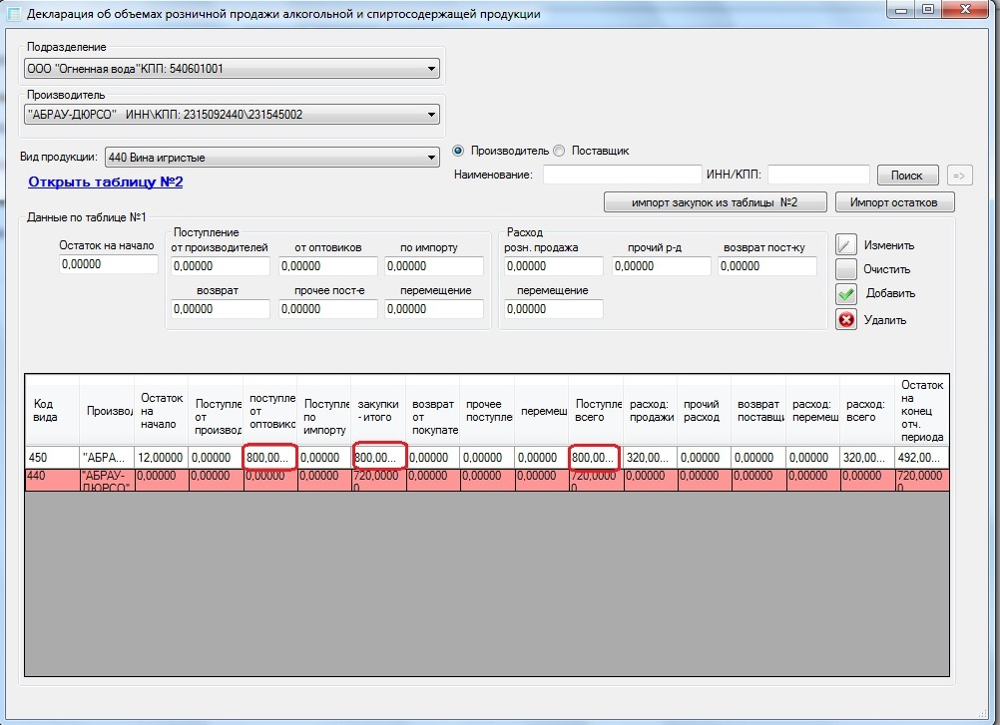 Декларация об объемах розничной продажи алкогольной и спиртосодержащей продукции
Подразделение
ООО "Огненная вода"КПП: 540601001
Производитель
"АБРАУ-ДЮРСО" ИНН\КПП: 2315092440\231545002
Вид продукции: 440 Вина игристые
Производитель Поставщик
Наименование: ИНН/КПП: Поиск =>
Открыть таблицу №2
импорт закупок из таблицы №2 Импорт остатков
Данные по таблице №1
Поступление Расход
Остаток на начало от производителей от оптовиков по импорту розн. продажа прочий р-д возврат пост-ку Изменить
0,00000 0,00000 0,00000 0,00000 0,00000 0,00000 0,00000 Очистить
возврат прочее пост-е перемещение перемещение Добавить
0,00000 0,00000 0,00000 0,00000 Удалить
Код вида Производ Остаток на начало Поступле от производ поступле от оптовико Поступле по импорту закупки - итого возврат от покупате прочее поступле перемещ Поступле всего расход: продажи прочий расход возврат поставщи расход: перемещ расход: всего Остаток на конец отч. периода
450 "АБРА... 12,00000 0,00000 800,00... 0,00000 800,00... 0,00000 0,00000 0,00000 800,00... 320,00... 0,00000 0,00000 0,00000 320,00... 492,00...
440 "АБРАУ-ДЮРСО" 0,00000 0,00000 0,00000 0,00000 720,00000 0,00000 0,00000 0,00000 720,00000 0,00000 0,00000 0,00000 0,00000 0,00000 720,00000